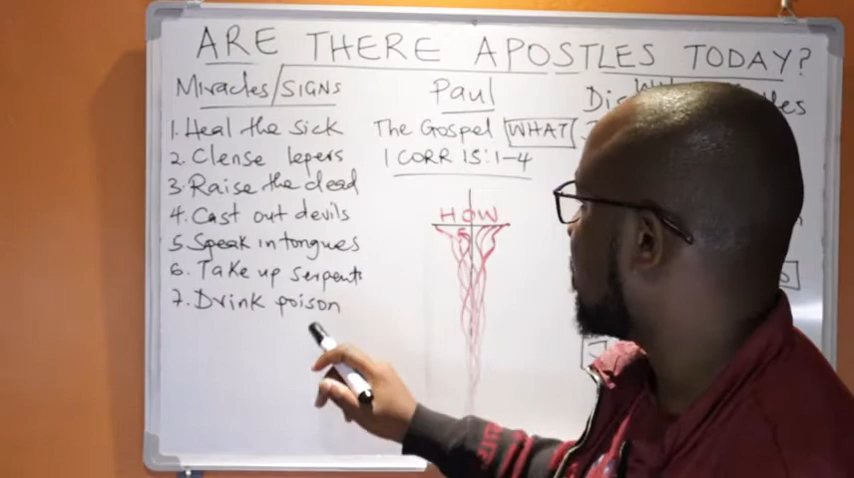 ARE THERE APOSTLES TODAY?
Miracles/SIGNS
1. Heal the sick
2. Clense lepers
3. Raise the dead
4. Cast out devils
5. Speak in tongues
6. Take up serpents
7. Drink poison
Paul
The Gospel WHAT
1 CORR 15:1-4
HOW